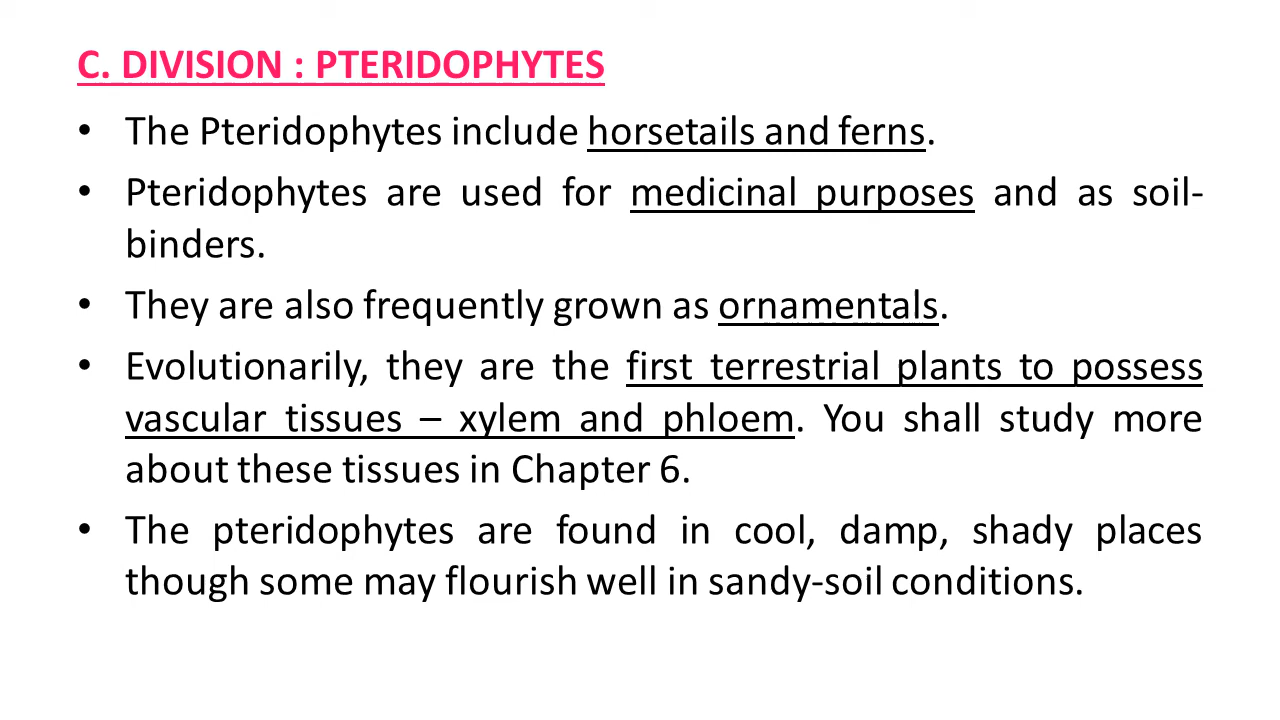 C. DIVISION : PTERIDOPHYTES
• The Pteridophytes include horsetails and ferns.
• Pteridophytes are used for medicinal purposes and as soil-
binders.
• They are also frequently grown as ornamentals.
• Evolutionarily, they are the first terrestrial plants to possess
vascular tissues – xylem and phloem. You shall study more
about these tissues in Chapter 6.
• The pteridophytes are found in cool, damp, shady places
though some may flourish well in sandy-soil conditions.